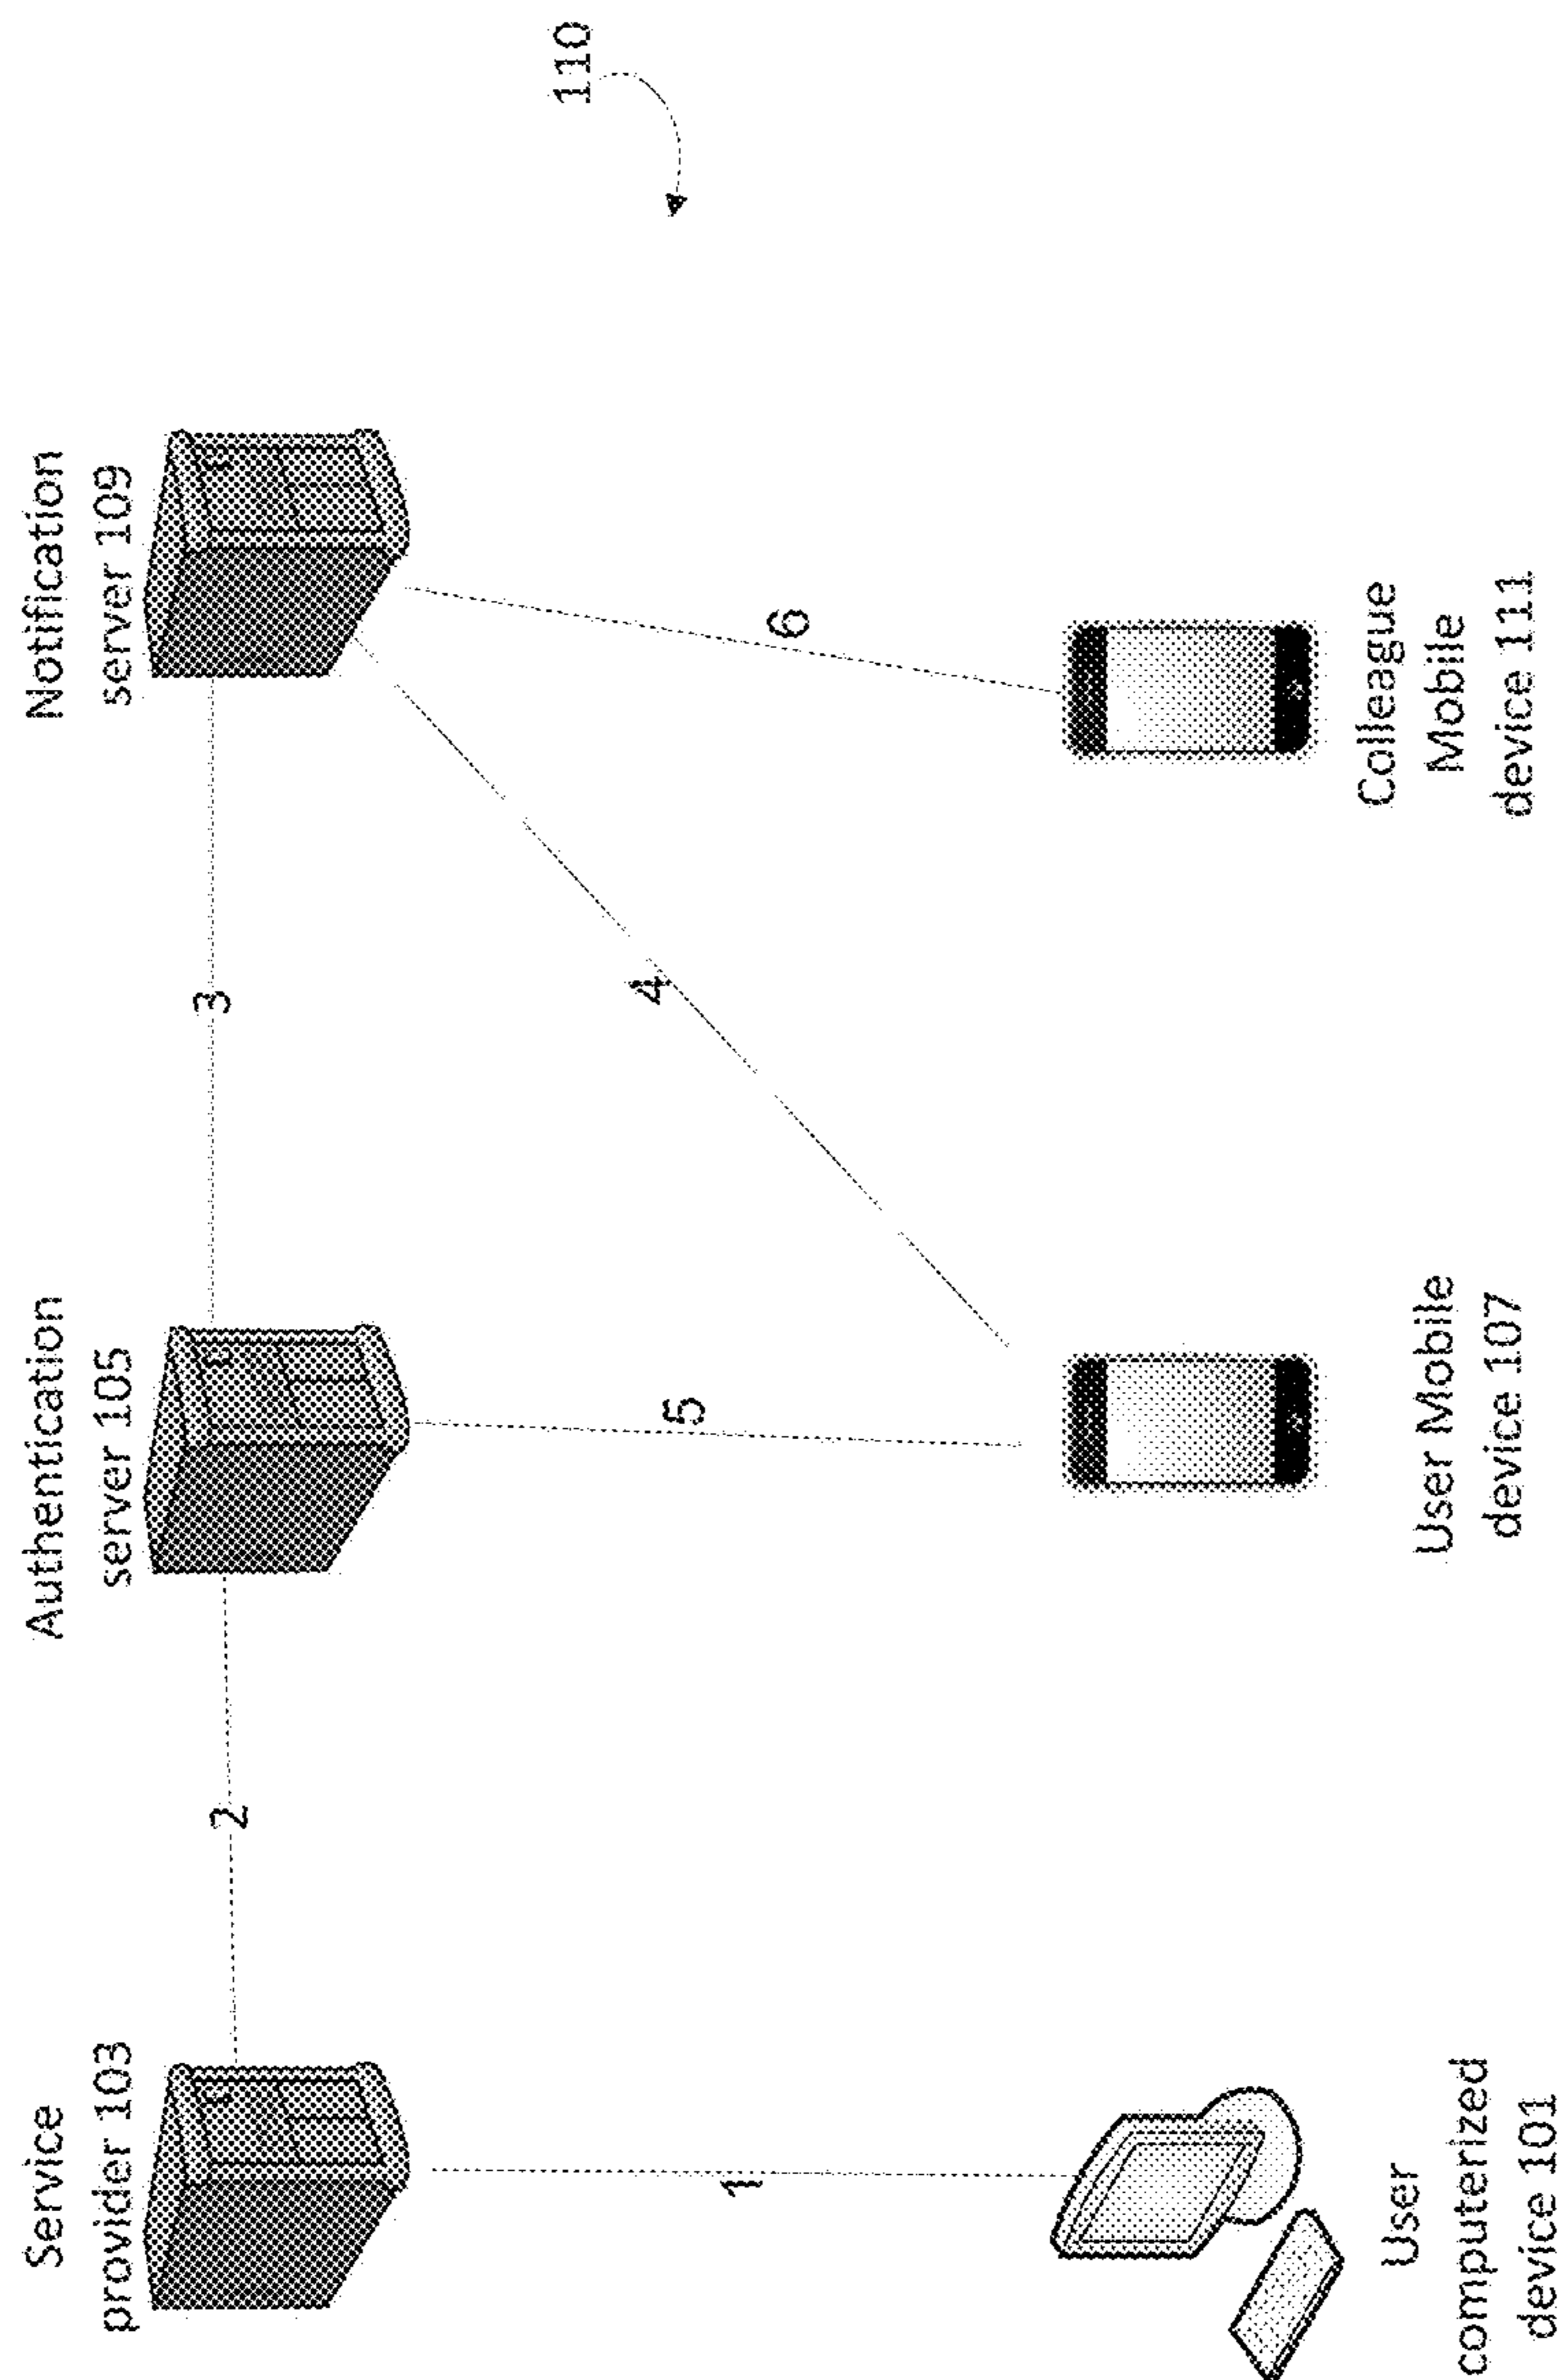 Service
provider 103
Authentication
server 105
Notification
server 109
110
2
3
1
5
4
6
User
computerized
device 101
User Mobile
device 107
Colleague
Mobile
device 111